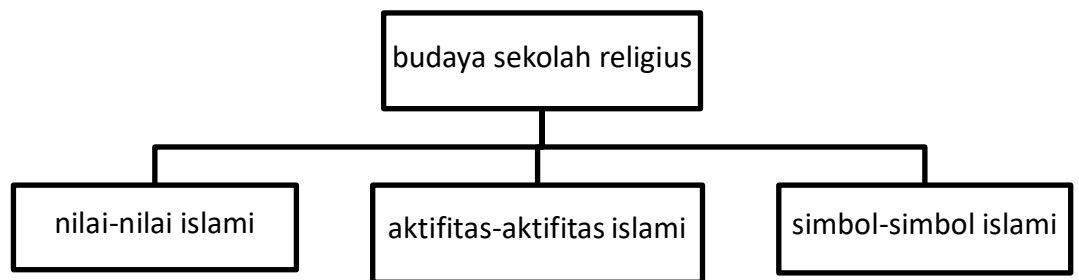 budaya sekolah religius
nilai-nilai islami
aktifitas-aktifitas islami
simbol-simbol islami